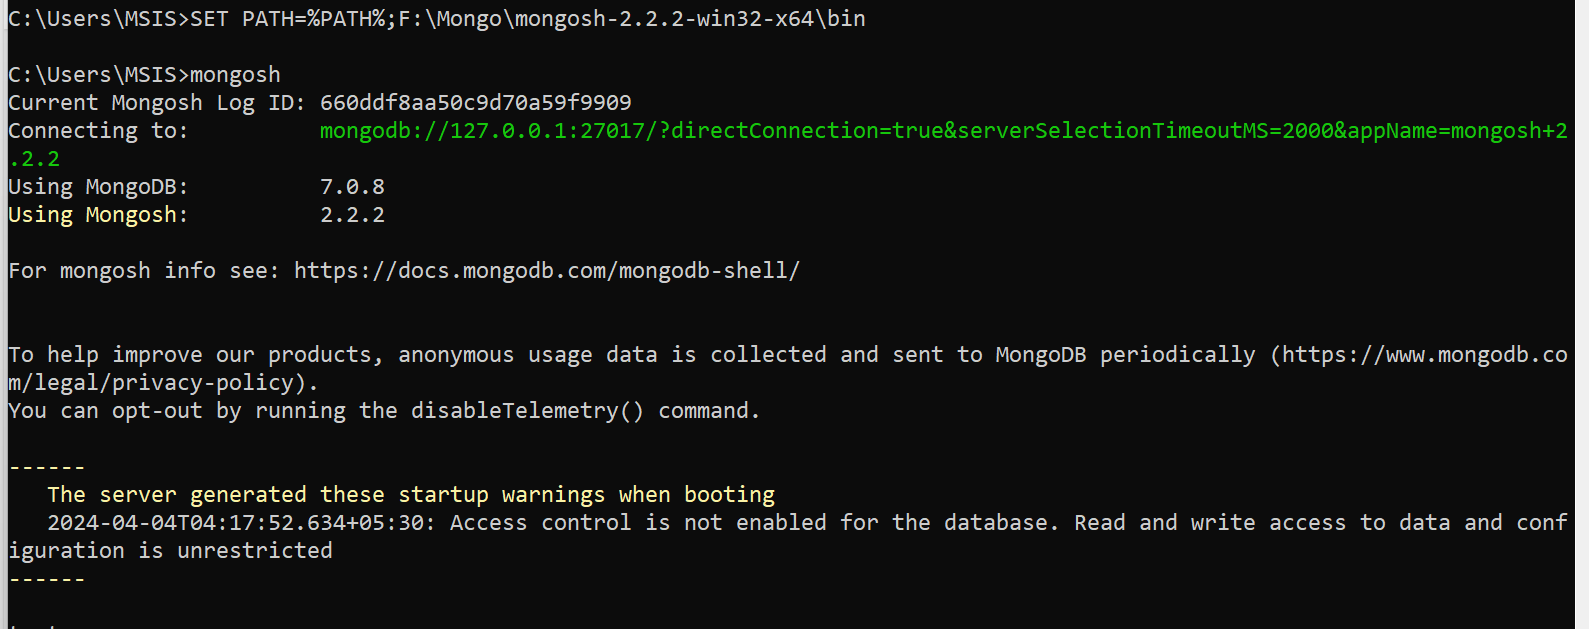 C:\Users\MSIS>SET PATH=%PATH%;F:\Mongo\mongosh-2.2.2-win32-x64\bin
C:\Users\MSIS>mongosh
Current Mongosh Log ID: 660ddf8aa50c9d70a59f9909
Connecting to:          mongodb://127.0.0.1:27017/?directConnection=true&serverSelectionTimeoutMS=2000&appName=mongosh+2
.2.2
Using MongoDB:          7.0.8
Using Mongosh:          2.2.2
For mongosh info see: https://docs.mongodb.com/mongodb-shell/
To help improve our products, anonymous usage data is collected and sent to MongoDB periodically (https://www.mongodb.co
m/legal/privacy-policy).
You can opt-out by running the disableTelemetry() command.
------
   The server generated these startup warnings when booting
   2024-04-04T04:17:52.634+05:30: Access control is not enabled for the database. Read and write access to data and conf
iguration is unrestricted
------